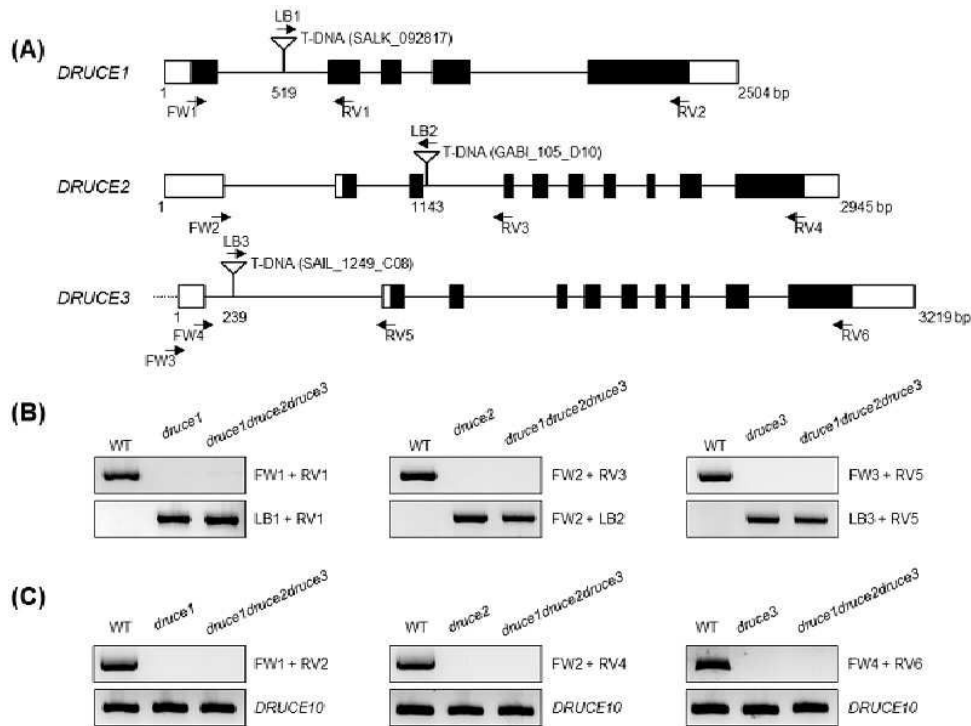 (A)
LB1
T-DNA (SALK_092817)
DRUCE1
1
519
2504 bp
FW1
RV1
RV2
LB2
T-DNA (GABI_105_D10)
DRUCE2
1
1143
2945 bp
FW2
RV3
RV4
LB3
T-DNA (SAIL_1249_C08)
DRUCE3
1
239
3219 bp
FW4
RV5
RV6
FW3
(B)
WT druce1 druce1druce2druce3
FW1 + RV1
LB1 + RV1
WT druce2 druce1druce2druce3
FW2 + RV3
FW2 + LB2
WT druce3 druce1druce2druce3
FW3 + RV5
LB3 + RV5
(C)
WT druce1 druce1druce2druce3
FW1 + RV2
DRUCE10
WT druce2 druce1druce2druce3
FW2 + RV4
DRUCE10
WT druce3 druce1druce2druce3
FW4 + RV6
DRUCE10